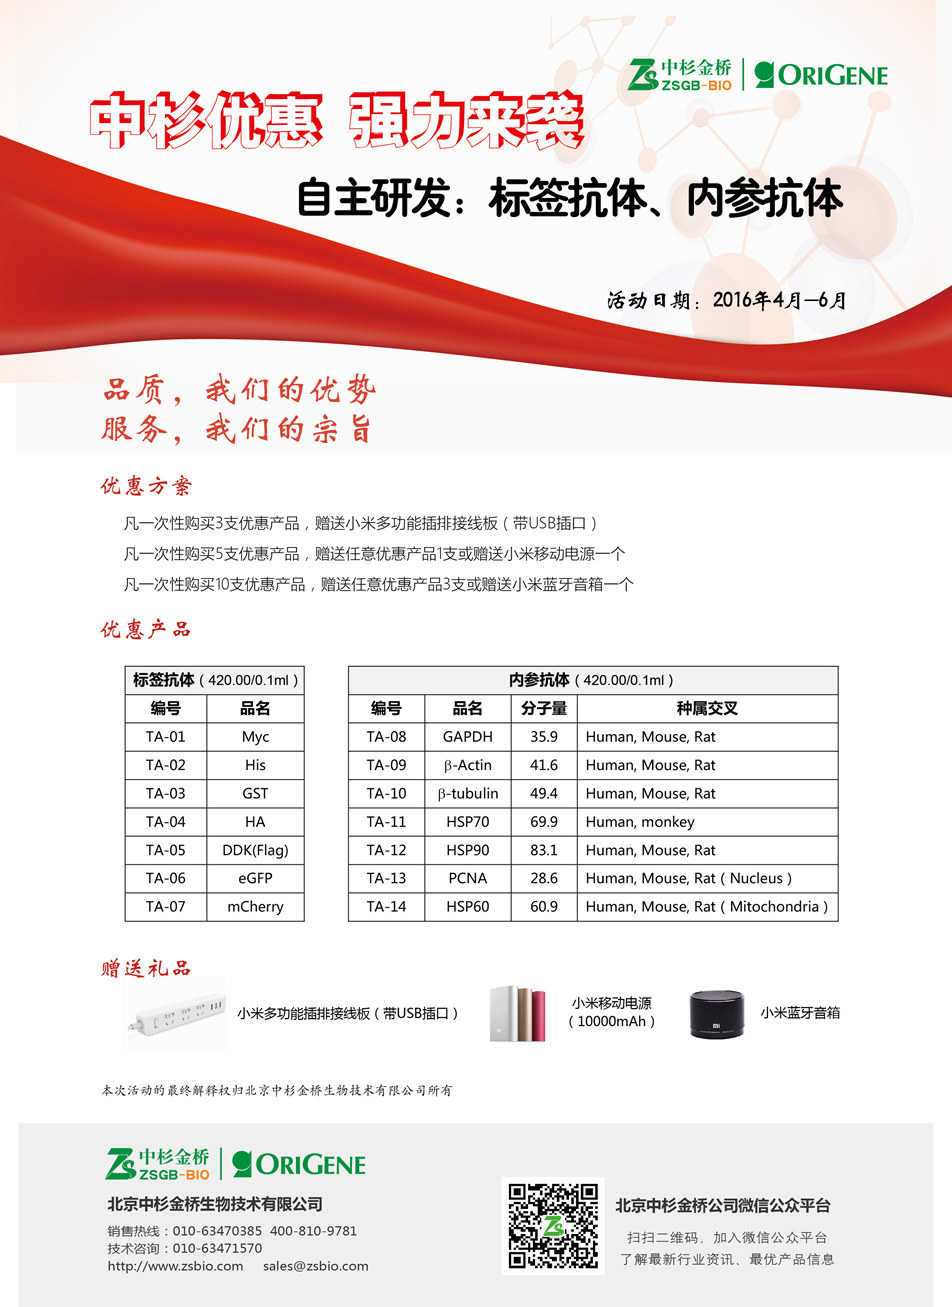 中杉金桥
ZSGB-BIO
ORIGENE
中杉优惠 强力来袭
自主研发：标签抗体、内参抗体
活动日期：2016年4月—6月
品质，我们的优势
服务，我们的宗旨
优惠方案
凡一次性购买3支优惠产品，赠送小米多功能插排接线板（带USB插口）
凡一次性购买5支优惠产品，赠送任意优惠产品1支或赠送小米移动电源一个
凡一次性购买10支优惠产品，赠送任意优惠产品3支或赠送小米蓝牙音箱一个
优惠产品
标签抗体（420.00/0.1ml）
编号 品名
TA-01 Myc
TA-02 His
TA-03 GST
TA-04 HA
TA-05 DDK(Flag)
TA-06 eGFP
TA-07 mCherry
内参抗体（420.00/0.1ml）
编号 品名 分子量 种属交叉
TA-08 GAPDH 35.9 Human, Mouse, Rat
TA-09 β-Actin 41.6 Human, Mouse, Rat
TA-10 β-tubulin 49.4 Human, Mouse, Rat
TA-11 HSP70 69.9 Human, monkey
TA-12 HSP90 83.1 Human, Mouse, Rat
TA-13 PCNA 28.6 Human, Mouse, Rat（Nucleus）
TA-14 HSP60 60.9 Human, Mouse, Rat（Mitochondria）
赠送礼品
小米多功能插排接线板（带USB插口）
小米移动电源
（10000mAh）
mi
小米蓝牙音箱
本次活动的最终解释权归北京中杉金桥生物技术有限公司所有
中杉金桥
ZSGB-BIO
ORIGENE
北京中杉金桥生物技术有限公司
销售热线：010-63470385 400-810-9781
技术咨询：010-63471570
http://www.zsbio.com sales@zsbio.com
北京中杉金桥公司微信公众平台
扫扫二维码，加入微信公众平台
了解最新行业资讯、最优产品信息